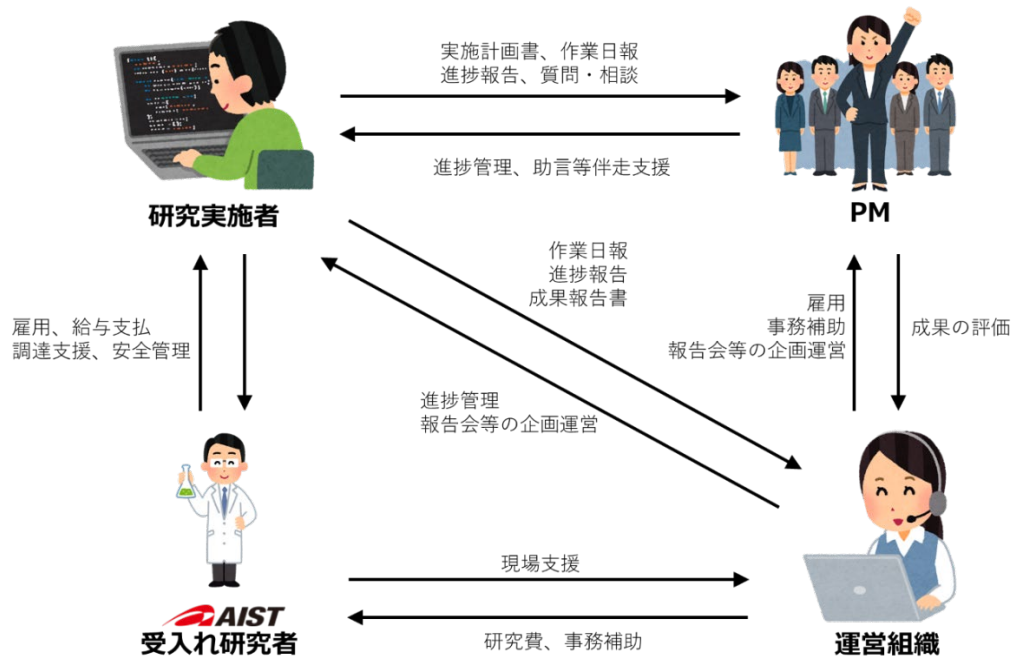 実施計画書、作業日報
進捗報告、質問・相談
進捗管理、助言等伴走支援
研究実施者
PM
作業日報
進捗報告
成果報告書
雇用、給与支払
調達支援、安全管理
雇用
事務補助
報告会等の企画運営
成果の評価
進捗管理
報告会等の企画運営
現場支援
研究費、事務補助
AIST
受入れ研究者
運営組織